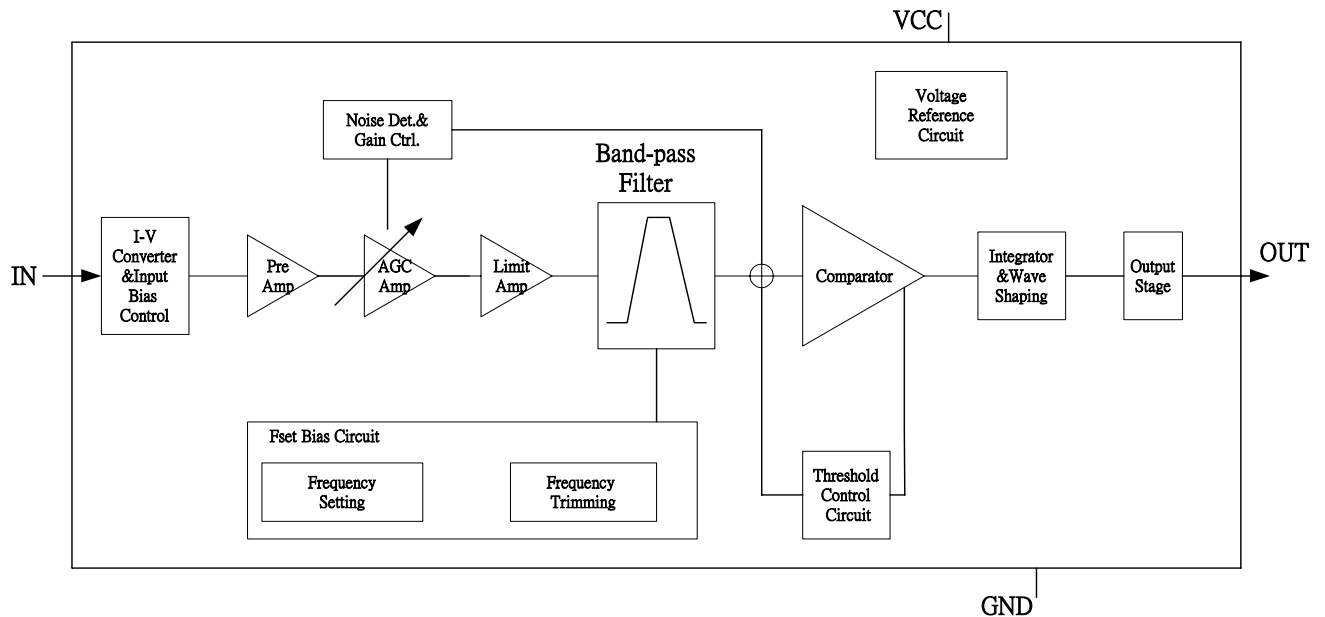 VCC
Voltage
Reference
Circuit
Noise Det.&
Gain Ctrl.
Band-pass
Filter
IN
I-V
Converter
&Input
Bias
Control
Pre
Amp
AGC
Amp
Limit
Amp
Comparator
Integrator
&Wave
Shaping
Output
Stage
OUT
Fset Bias Circuit
Frequency
Setting
Frequency
Trimming
Threshold
Control
Circuit
GND